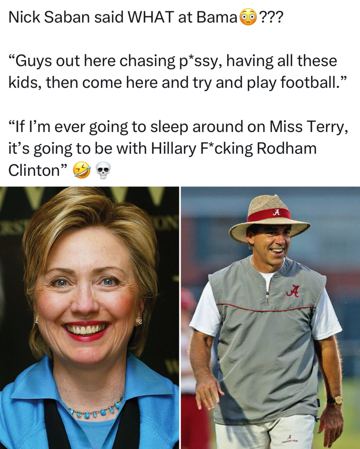 Nick Saban said WHAT at Bama😳???
“Guys out here chasing p*ssy, having all these
kids, then come here and try and play football.”
“If I’m ever going to sleep around on Miss Terry,
it’s going to be with Hillary F*cking Rodham
Clinton” 🤣 💀
A
A